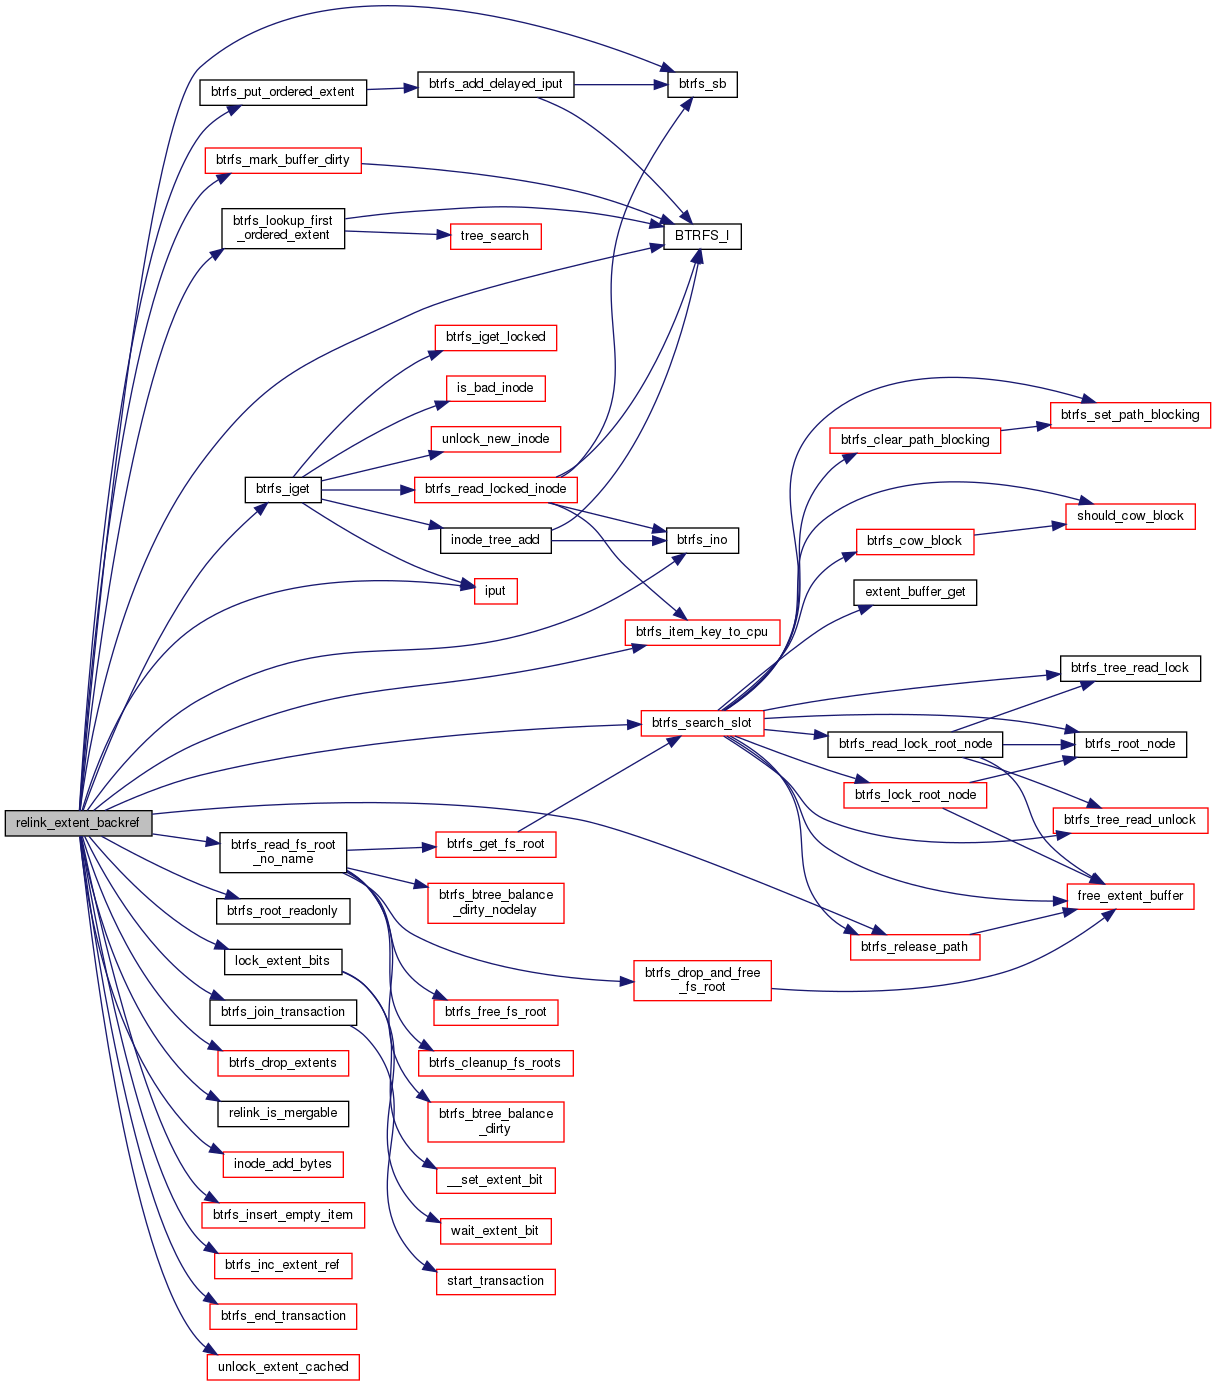 btrfs_sb
btrfs_add_delayed_iput
btrfs_put_ordered_extent
btrfs_mark_buffer_dirty
btrfs_lookup_first
_ordered_extent
tree_search
BTRFS_I
btrfs_iget_locked
is_bad_inode
unlock_new_inode
btrfs_iget
btrfs_read_locked_inode
inode_tree_add
btrfs_ino
iput
btrfs_item_key_to_cpu
btrfs_set_path_blocking
btrfs_clear_path_blocking
should_cow_block
btrfs_cow_block
extent_buffer_get
btrfs_tree_read_lock
btrfs_search_slot
btrfs_read_lock_root_node
btrfs_root_node
btrfs_lock_root_node
btrfs_tree_read_unlock
relink_extent_backref
btrfs_read_fs_root
_no_name
btrfs_get_fs_root
btrfs_btree_balance
_dirty_nodelay
free_extent_buffer
btrfs_root_readonly
btrfs_release_path
lock_extent_bits
btrfs_drop_and_free
_fs_root
btrfs_join_transaction
btrfs_free_fs_root
btrfs_drop_extents
btrfs_cleanup_fs_roots
relink_is_mergable
btrfs_btree_balance
_dirty
inode_add_bytes
__set_extent_bit
btrfs_insert_empty_item
wait_extent_bit
btrfs_inc_extent_ref
start_transaction
btrfs_end_transaction
unlock_extent_cached